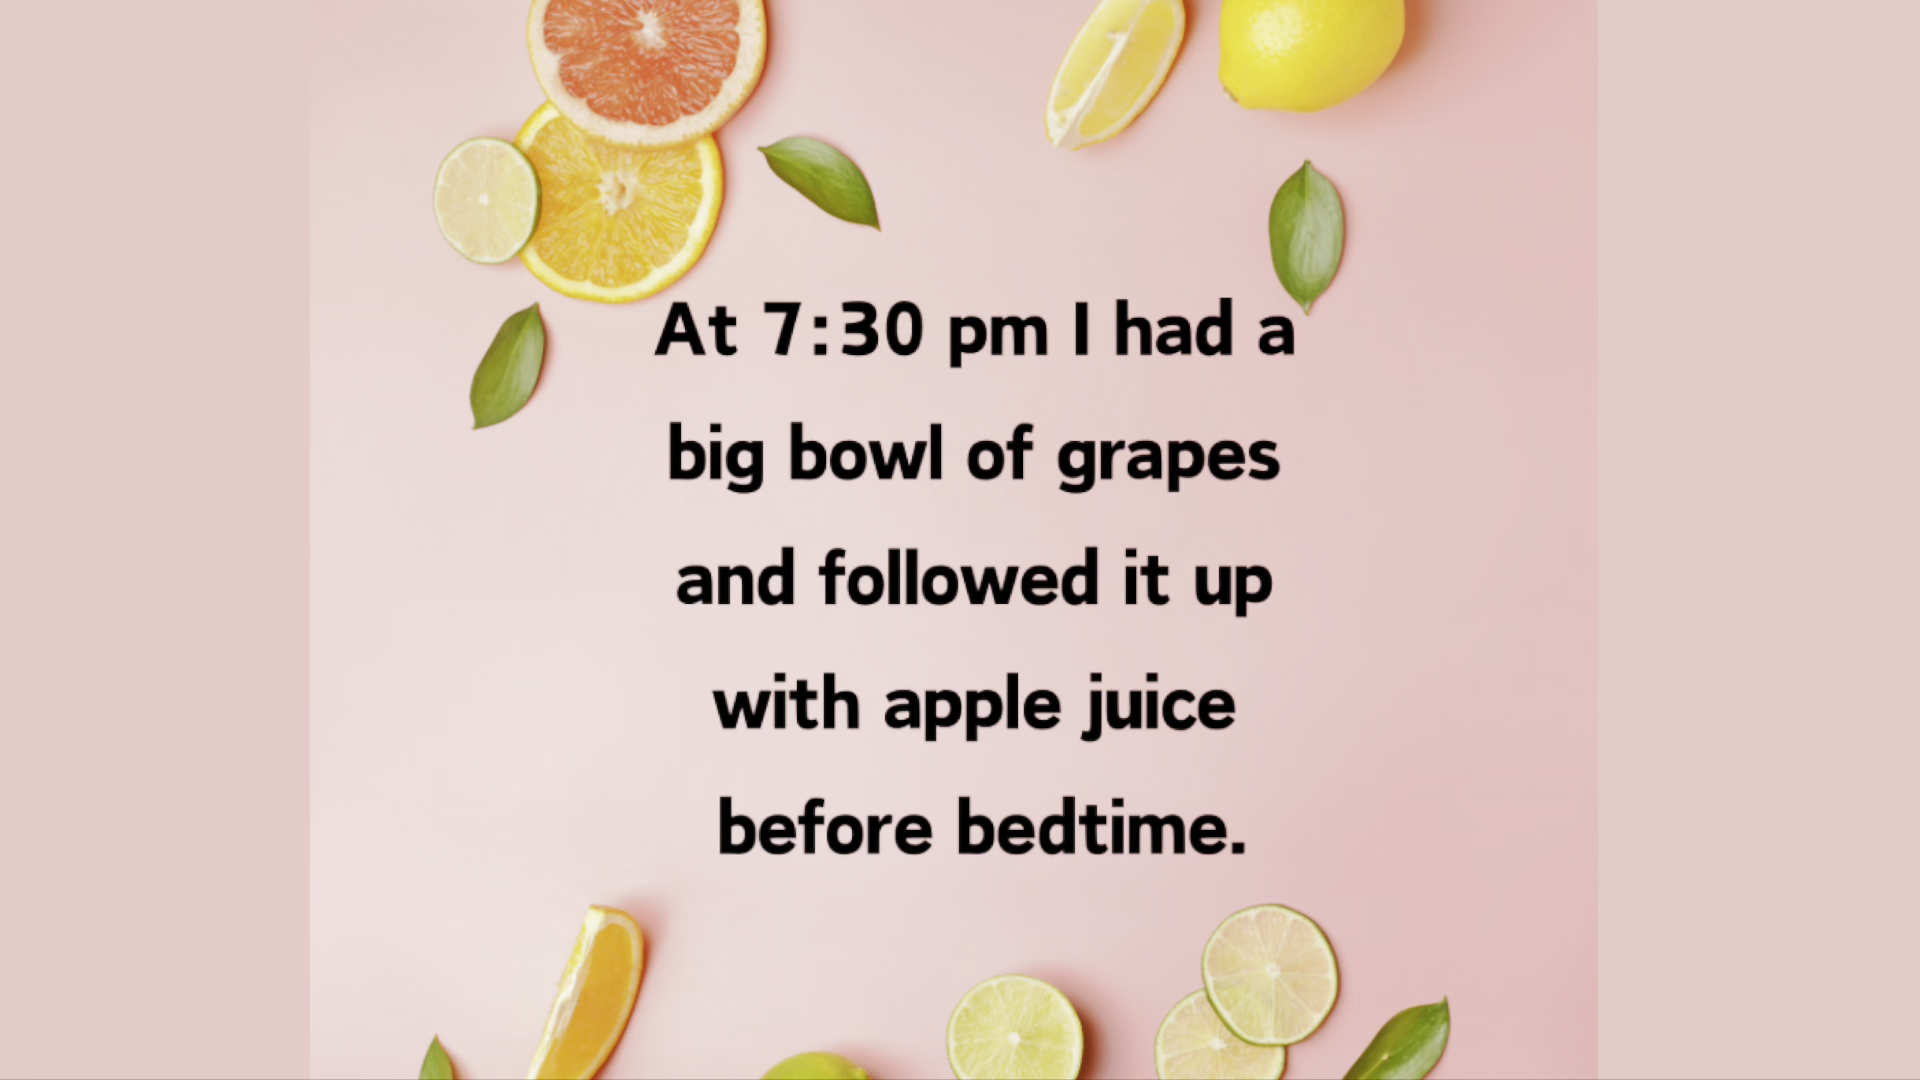 At 7:30 pm I had a
big bowl of grapes
and followed it up
with apple juice
before bedtime.